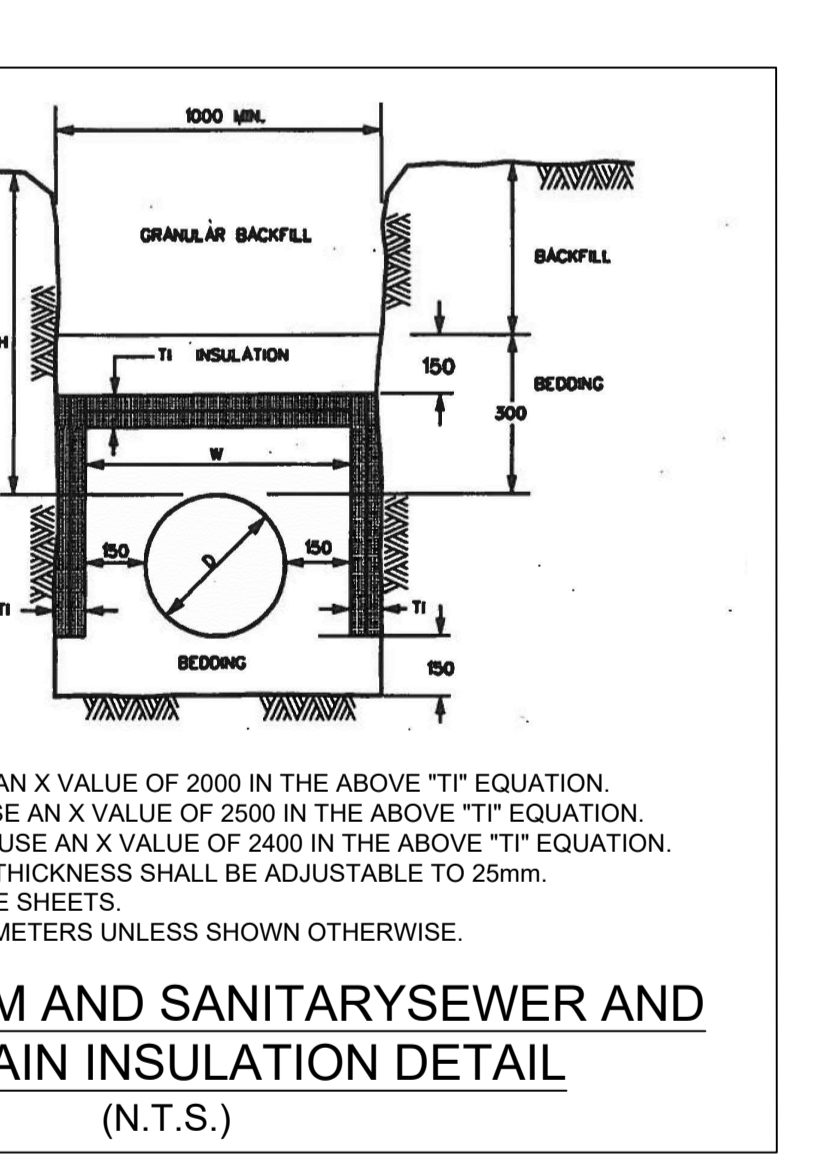 1000 MIN.
GRANULAR BACKFILL
BACKFILL
H
TI INSULATION
150
BEDDING
300
W
150
D
150
TI
TI
BEDDING
150
AN X VALUE OF 2000 IN THE ABOVE "TI" EQUATION.
SE AN X VALUE OF 2500 IN THE ABOVE "TI" EQUATION.
USE AN X VALUE OF 2400 IN THE ABOVE "TI" EQUATION.
THICKNESS SHALL BE ADJUSTABLE TO 25mm.
E SHEETS.
METERS UNLESS SHOWN OTHERWISE.
M AND SANITARYSEWER AND
AIN INSULATION DETAIL
(N.T.S.)